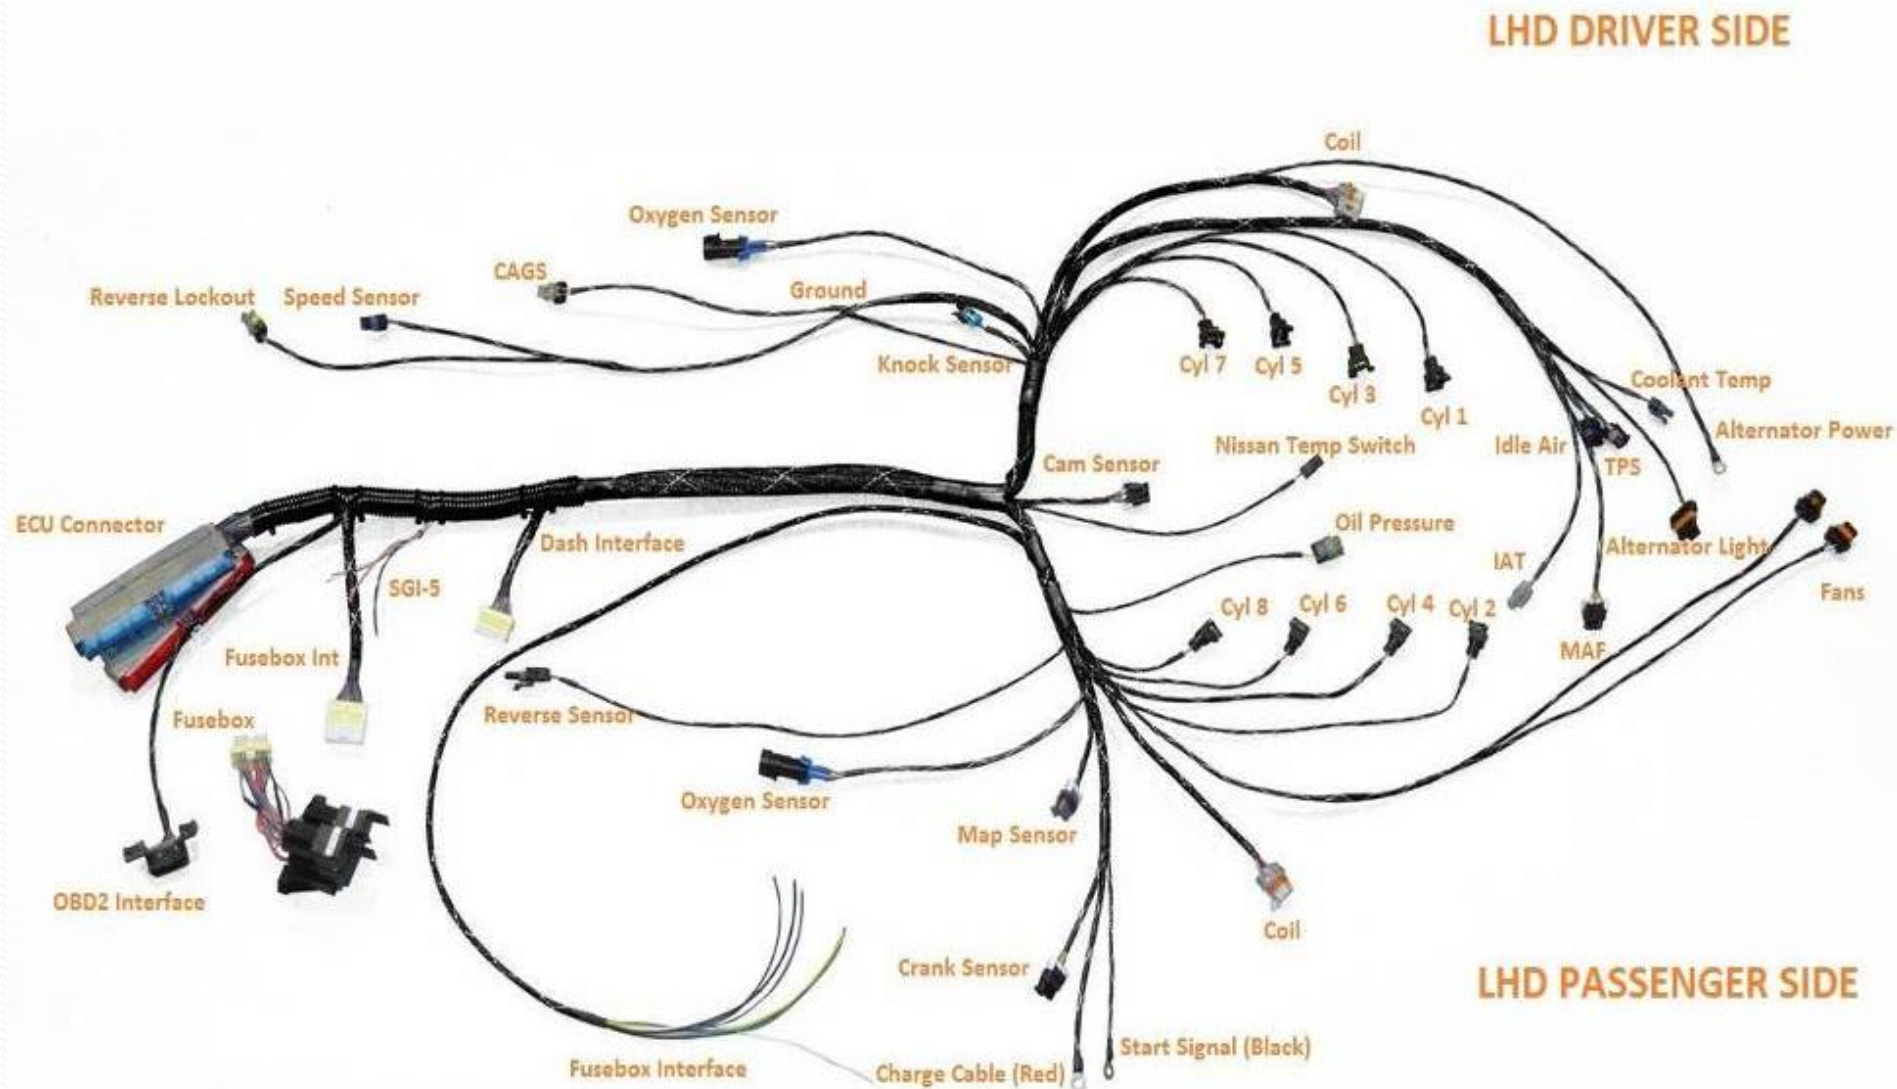 LHD DRIVER SIDE
Coil
Oxygen Sensor
CAGS
Reverse Lockout
Speed Sensor
Ground
Knock Sensor
Cyl 7
Cyl 5
Cyl 3
Cyl 1
Coolant Temp
Alternator Power
Idle Air
TPS
Nissan Temp Switch
Cam Sensor
ECU Connector
Dash Interface
Oil Pressure
Alternator Light
IAT
SGI-5
Fans
Cyl 8
Cyl 6
Cyl 4
Cyl 2
MAF
Fusebox Int
Fusebox
Reverse Sensor
Oxygen Sensor
Map Sensor
OBD2 Interface
Coil
Crank Sensor
LHD PASSENGER SIDE
Start Signal (Black)
Fusebox Interface
Charge Cable (Red)